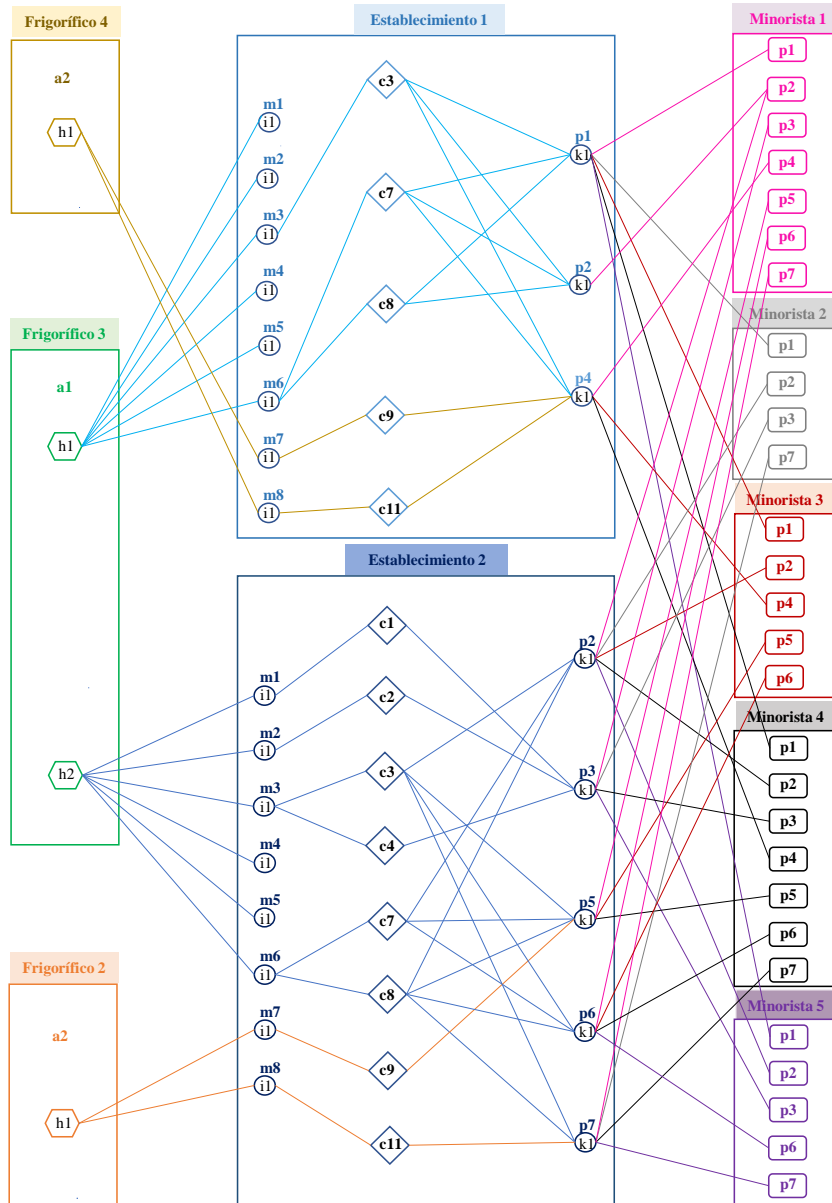 Frigorífico 4
a2
h1
Frigorífico 3
a1
h1
h2
Frigorífico 2
a2
h1
Establecimiento 1
m1
i1
m2
i1
m3
i1
m4
i1
m5
i1
m6
i1
m7
i1
m8
i1
c3
c7
c8
c9
c11
p1
k1
p2
k1
p4
k1
Establecimiento 2
m1
i1
m2
i1
m3
i1
m4
i1
m5
i1
m6
i1
m7
i1
m8
i1
c1
c2
c3
c4
c7
c8
c9
c11
p2
k1
p3
k1
p5
k1
p6
k1
p7
k1
Minorista 1
p1
p2
p3
p4
p5
p6
p7
Minorista 2
p1
p2
p3
p7
Minorista 3
p1
p2
p4
p5
p6
Minorista 4
p1
p2
p3
p4
p5
p6
p7
Minorista 5
p1
p2
p3
p6
p7